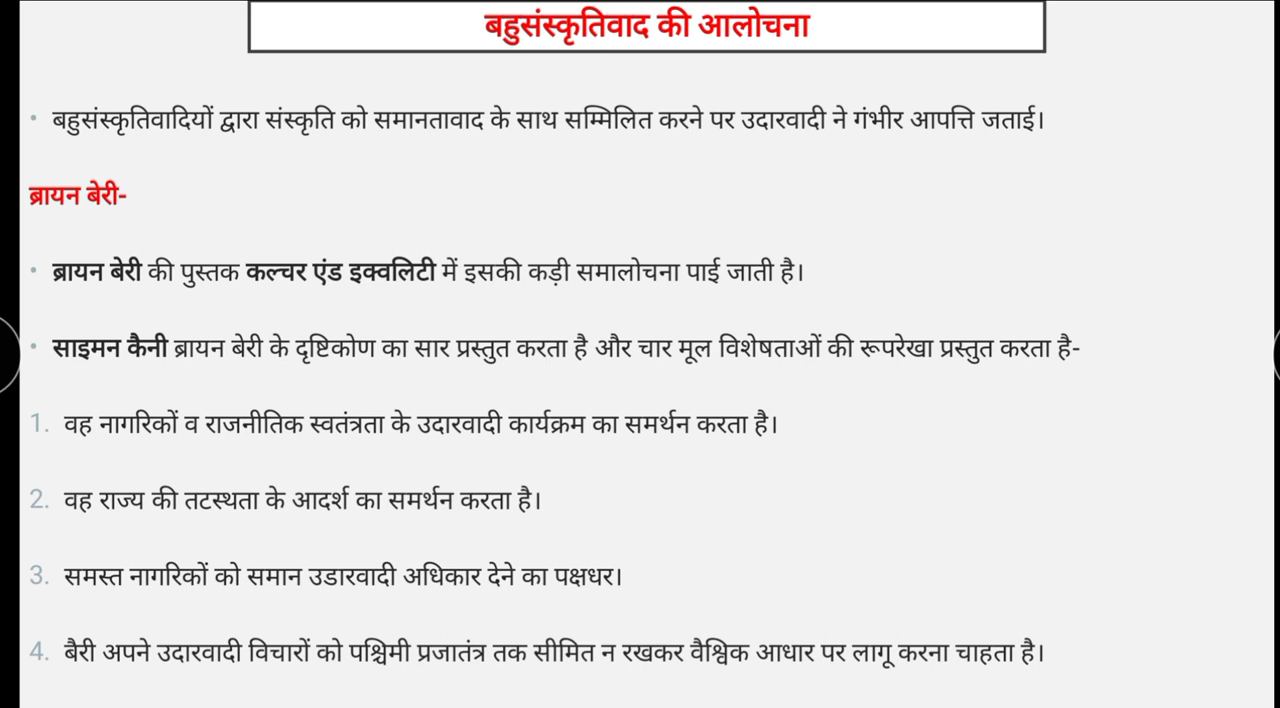 बहुसंस्कृतिवाद की आलोचना
• बहुसंस्कृतिवादियों द्वारा संस्कृति को समानतावाद के साथ सम्मिलित करने पर उदारवादी ने गंभीर आपत्ति जताई।
ब्रायन बेरी-
• ब्रायन बेरी की पुस्तक कल्चर एंड इक्वलिटी में इसकी कड़ी समालोचना पाई जाती है।
• साइमन कैनी ब्रायन बेरी के दृष्टिकोण का सार प्रस्तुत करता है और चार मूल विशेषताओं की रूपरेखा प्रस्तुत करता है-
1. वह नागरिकों व राजनीतिक स्वतंत्रता के उदारवादी कार्यक्रम का समर्थन करता है।
2. वह राज्य की तटस्थता के आदर्श का समर्थन करता है।
3. समस्त नागरिकों को समान उडारवादी अधिकार देने का पक्षधर।
4. बैरी अपने उदारवादी विचारों को पश्चिमी प्रजातंत्र तक सीमित न रखकर वैश्विक आधार पर लागू करना चाहता है।